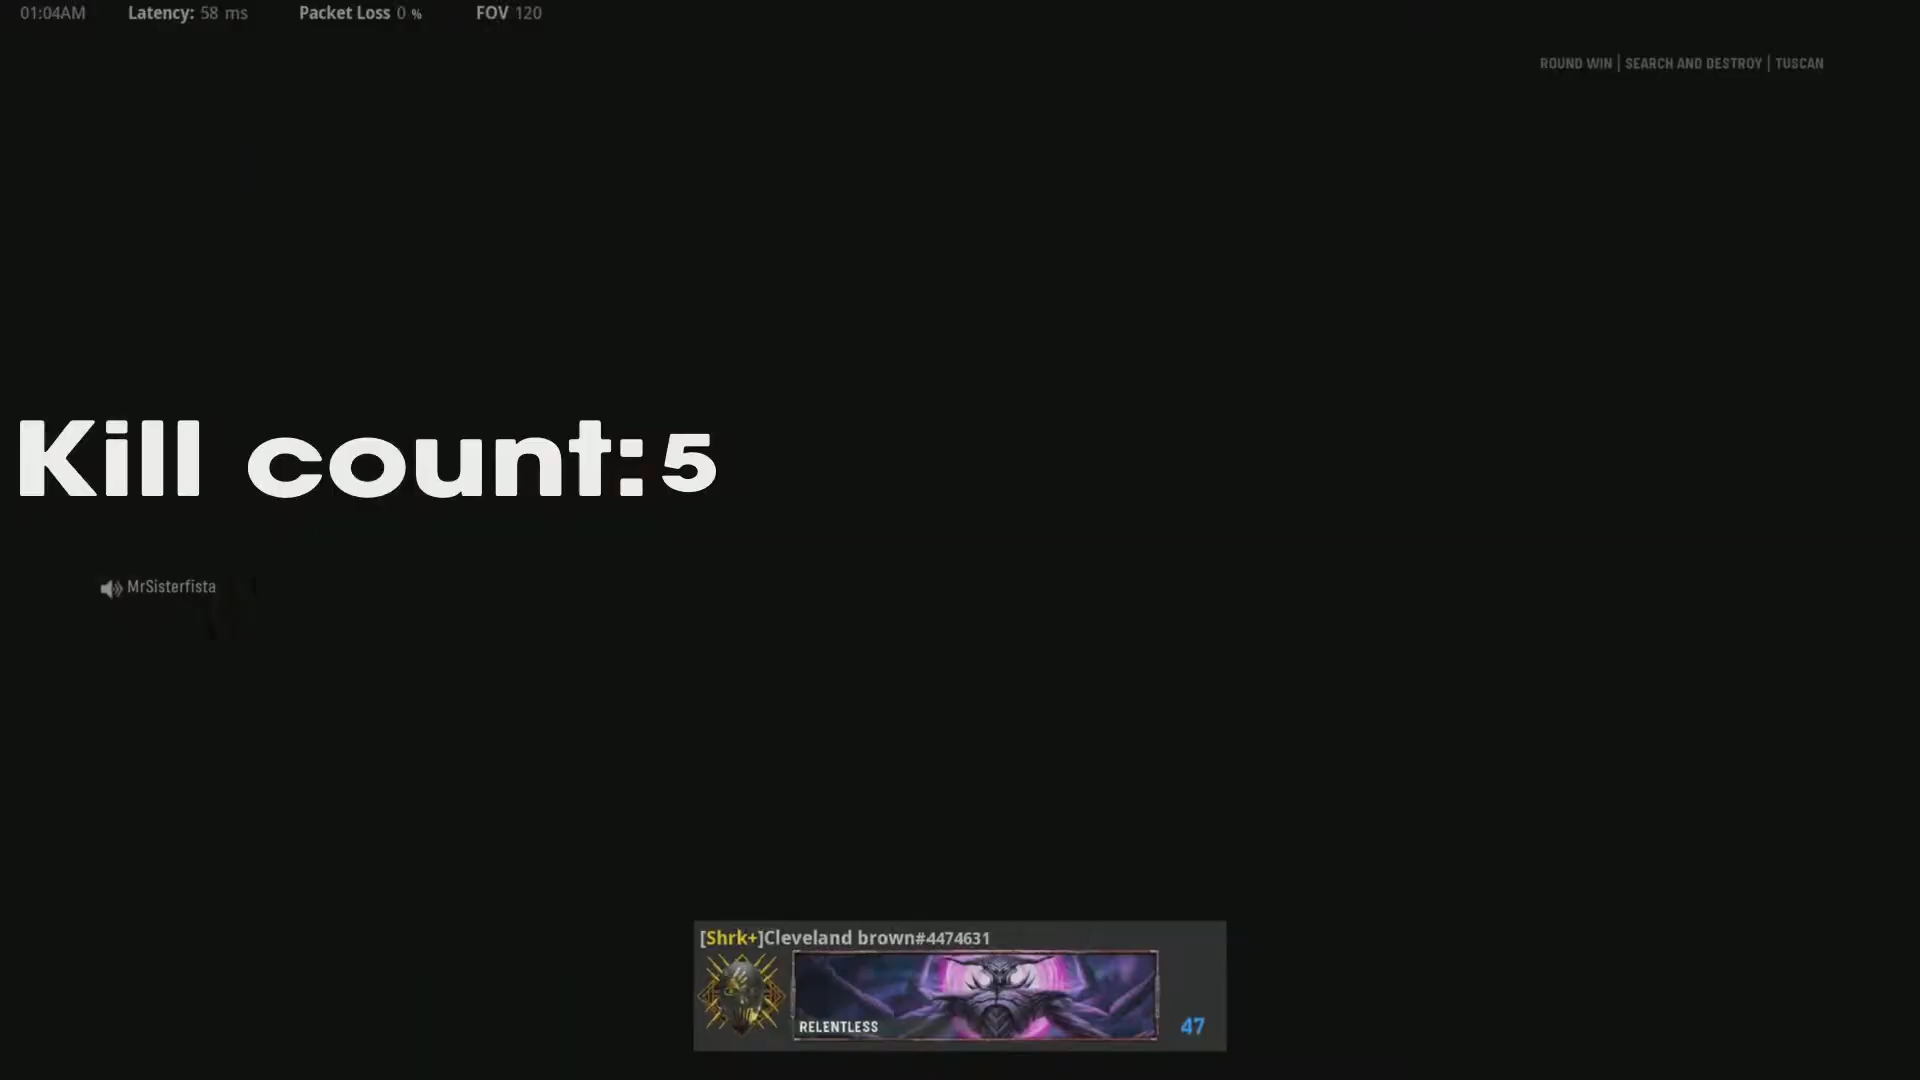 01:04AM Latency: 58 ms Packet Loss 0 % FOV 120
ROUND WIN | SEARCH AND DESTROY | TUSCAN
Kill count:5
MrSisterfista
[Shrk+]Cleveland brown#4474631
RELENTLESS
47